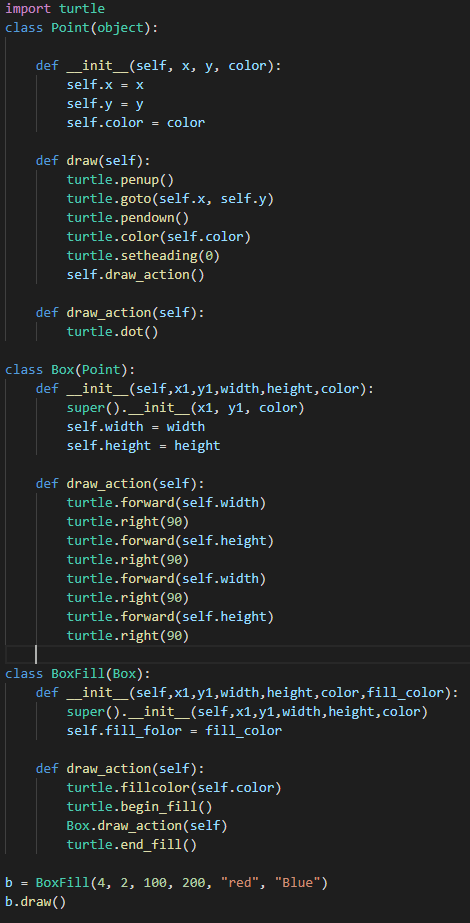 import turtle
class Point(object):
    def __init__(self, x, y, color):
        self.x = x
        self.y = y
        self.color = color
    def draw(self):
        turtle.penup()
        turtle.goto(self.x, self.y)
        turtle.pendown()
        turtle.color(self.color)
        turtle.setheading(0)
        self.draw_action()
    def draw_action(self):
        turtle.dot()
class Box(Point):
    def __init__(self,x1,y1,width,height,color):
        super().__init__(x1, y1, color)
        self.width = width
        self.height = height
    def draw_action(self):
        turtle.forward(self.width)
        turtle.right(90)
        turtle.forward(self.height)
        turtle.right(90)
        turtle.forward(self.width)
        turtle.right(90)
        turtle.forward(self.height)
        turtle.right(90)
class BoxFill(Box):
    def __init__(self,x1,y1,width,height,color,fill_color):
        super().__init__(self,x1,y1,width,height,color)
        self.fill_folor = fill_color
    def draw_action(self):
        turtle.fillcolor(self.color)
        turtle.begin_fill()
        Box.draw_action(self)
        turtle.end_fill()
b = BoxFill(4, 2, 100, 200, "red", "Blue")
b.draw()